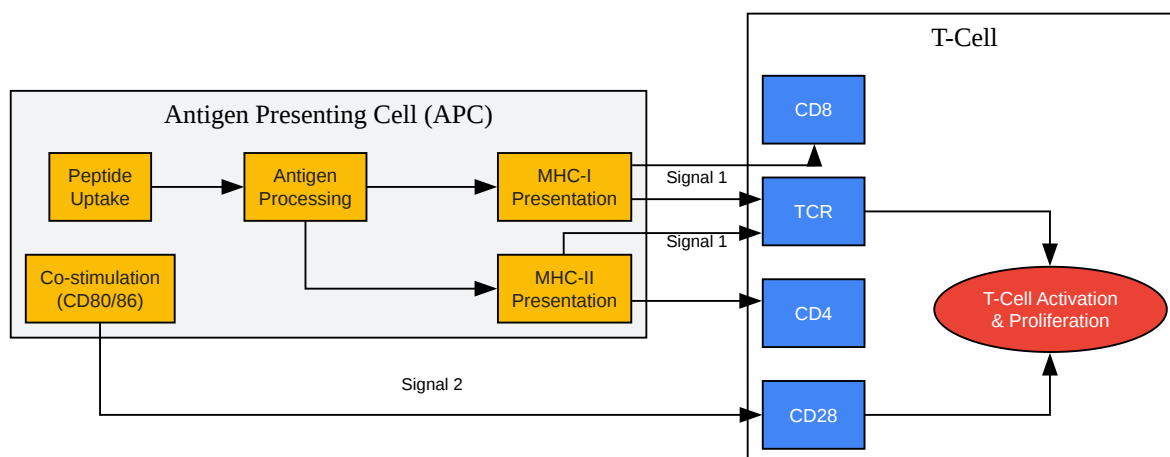 T-Cell
Antigen Presenting Cell (APC)
CD8
Peptide
Uptake
Antigen
Processing
MHC-I
Presentation
Signal 1
TCR
Signal 1
Co-stimulation
(CD80/86)
MHC-II
Presentation
CD4
T-Cell Activation
& Proliferation
Signal 2
CD28